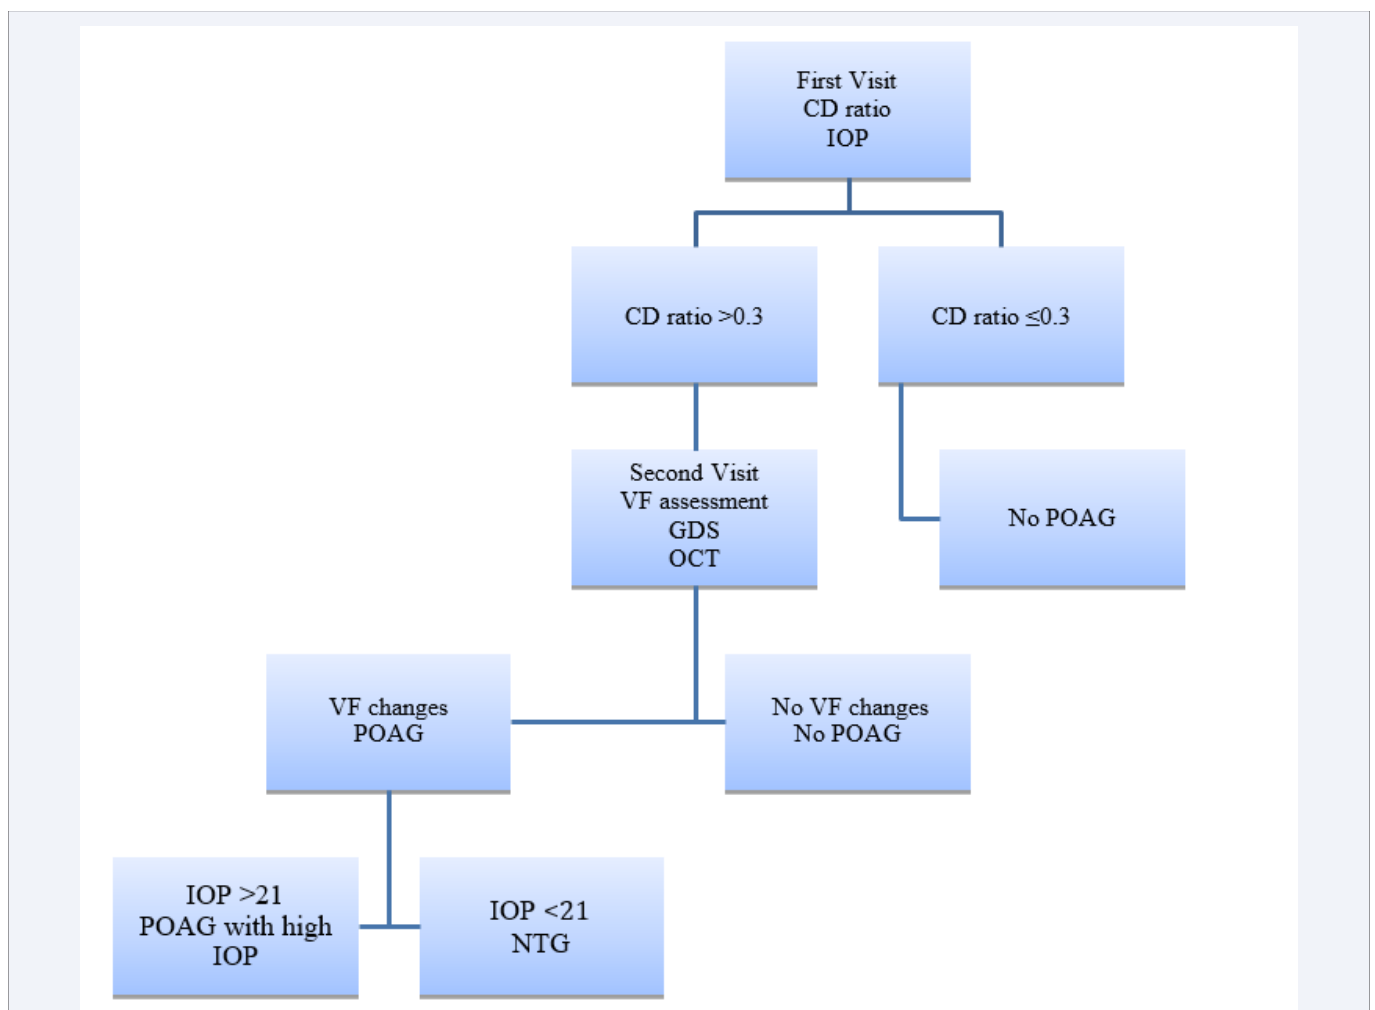 First Visit
CD ratio
IOP
CD ratio >0.3
CD ratio ≤0.3
Second Visit
VF assessment
GDS
OCT
No POAG
VF changes
POAG
No VF changes
No POAG
IOP >21
POAG with high
IOP
IOP <21
NTG